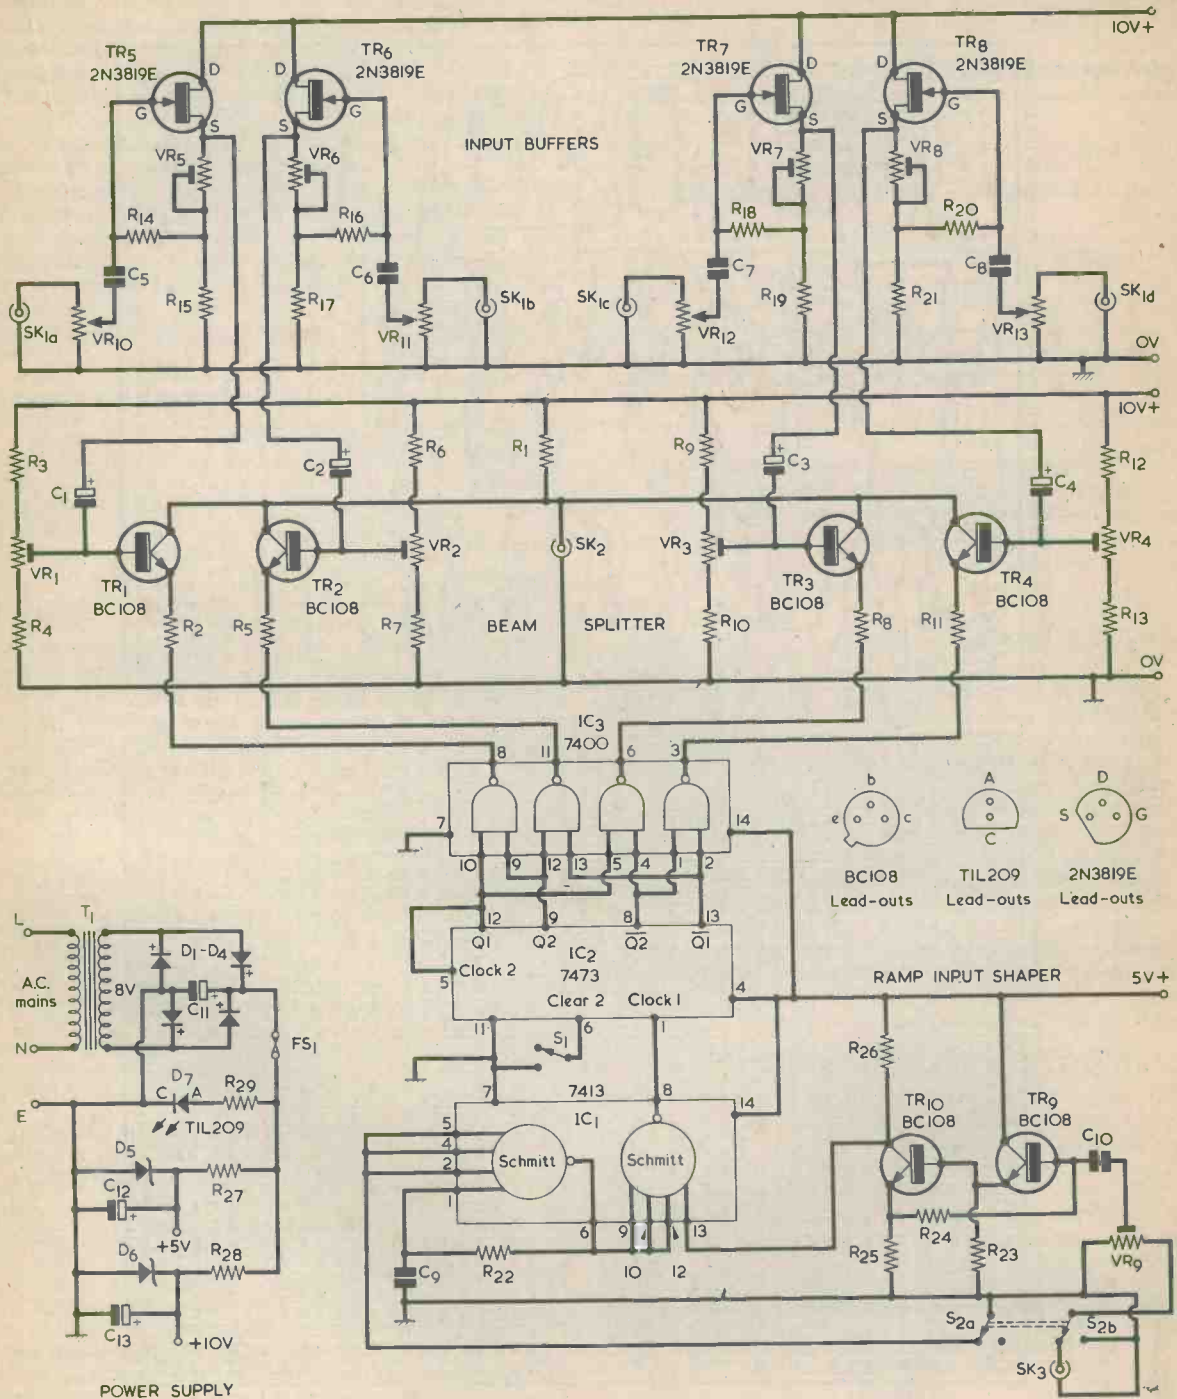 10V+
TR5
2N3819E
TR6
2N3819E
TR7
2N3819E
TR8
2N3819E
D
D
D
D
G
G
G
G
S
S
S
S
INPUT BUFFERS
VR5
VR6
VR7
VR8
R14
R16
R18
R20
C5
C6
C7
C8
R15
R17
R19
R21
SK1a
VR10
VR11
SK1b
SK1c
VR12
VR13
SK1d
0V
10V+
R3
C1
C2
R6
R1
R9
C3
C4
R12
VR1
TR1
BC108
TR2
BC108
VR2
SK2
VR3
TR3
BC108
TR4
BC108
VR4
R4
R2
R5
R7
BEAM SPLITTER
R10
R8
R11
R13
0V
IC3
7400
8
11
6
3
7
14
10
9
12
13
5
4
1
2
b
e
c
BC108
Lead-outs
A
C
TIL209
Lead-outs
D
S
G
2N3819E
Lead-outs
12
9
8
13
Q1
Q2
Q2
Q1
IC2
7473
5
Clock 2
Clear 2
Clock 1
4
11
6
1
S1
RAMP INPUT SHAPER
5V+
L
T1
D1-D4
A.C.
mains
8V
C11
N
FS1
D7
C
A
R29
E
TIL209
D5
R27
C12
+5V
D6
R28
C13
+10V
POWER SUPPLY
7
7413
8
14
IC1
5
4
2
1
Schmitt
Schmitt
6
9
10
12
13
C9
R22
R26
TR10
BC108
TR9
BC108
C10
R24
R25
R23
VR9
S2a
S2b
SK3